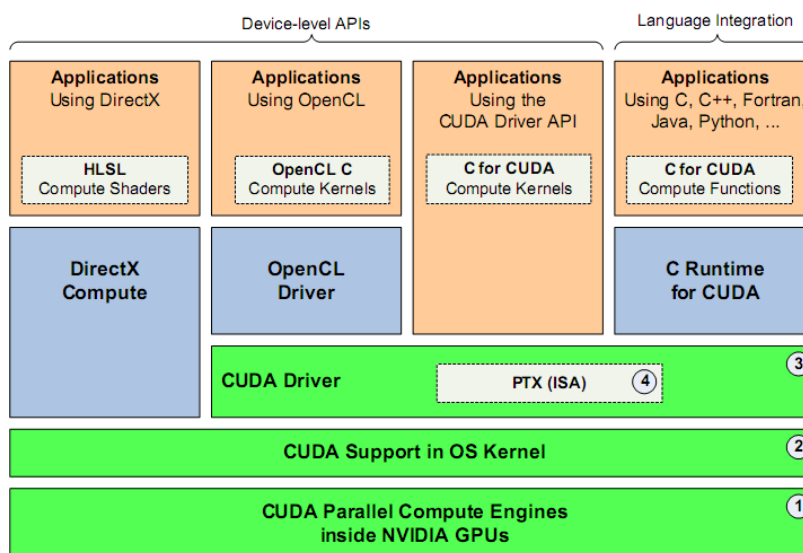 Device-level APIs
Language Integration
Applications
Using DirectX
HLSL
Compute Shaders
Applications
Using OpenCL
OpenCL C
Compute Kernels
Applications
Using the
CUDA Driver API
C for CUDA
Compute Kernels
Applications
Using C, C++, Fortran,
Java, Python, ...
C for CUDA
Compute Functions
DirectX
Compute
OpenCL
Driver
C Runtime
for CUDA
3
CUDA Driver
PTX (ISA)
4
CUDA Support in OS Kernel
2
CUDA Parallel Compute Engines
inside NVIDIA GPUs
1